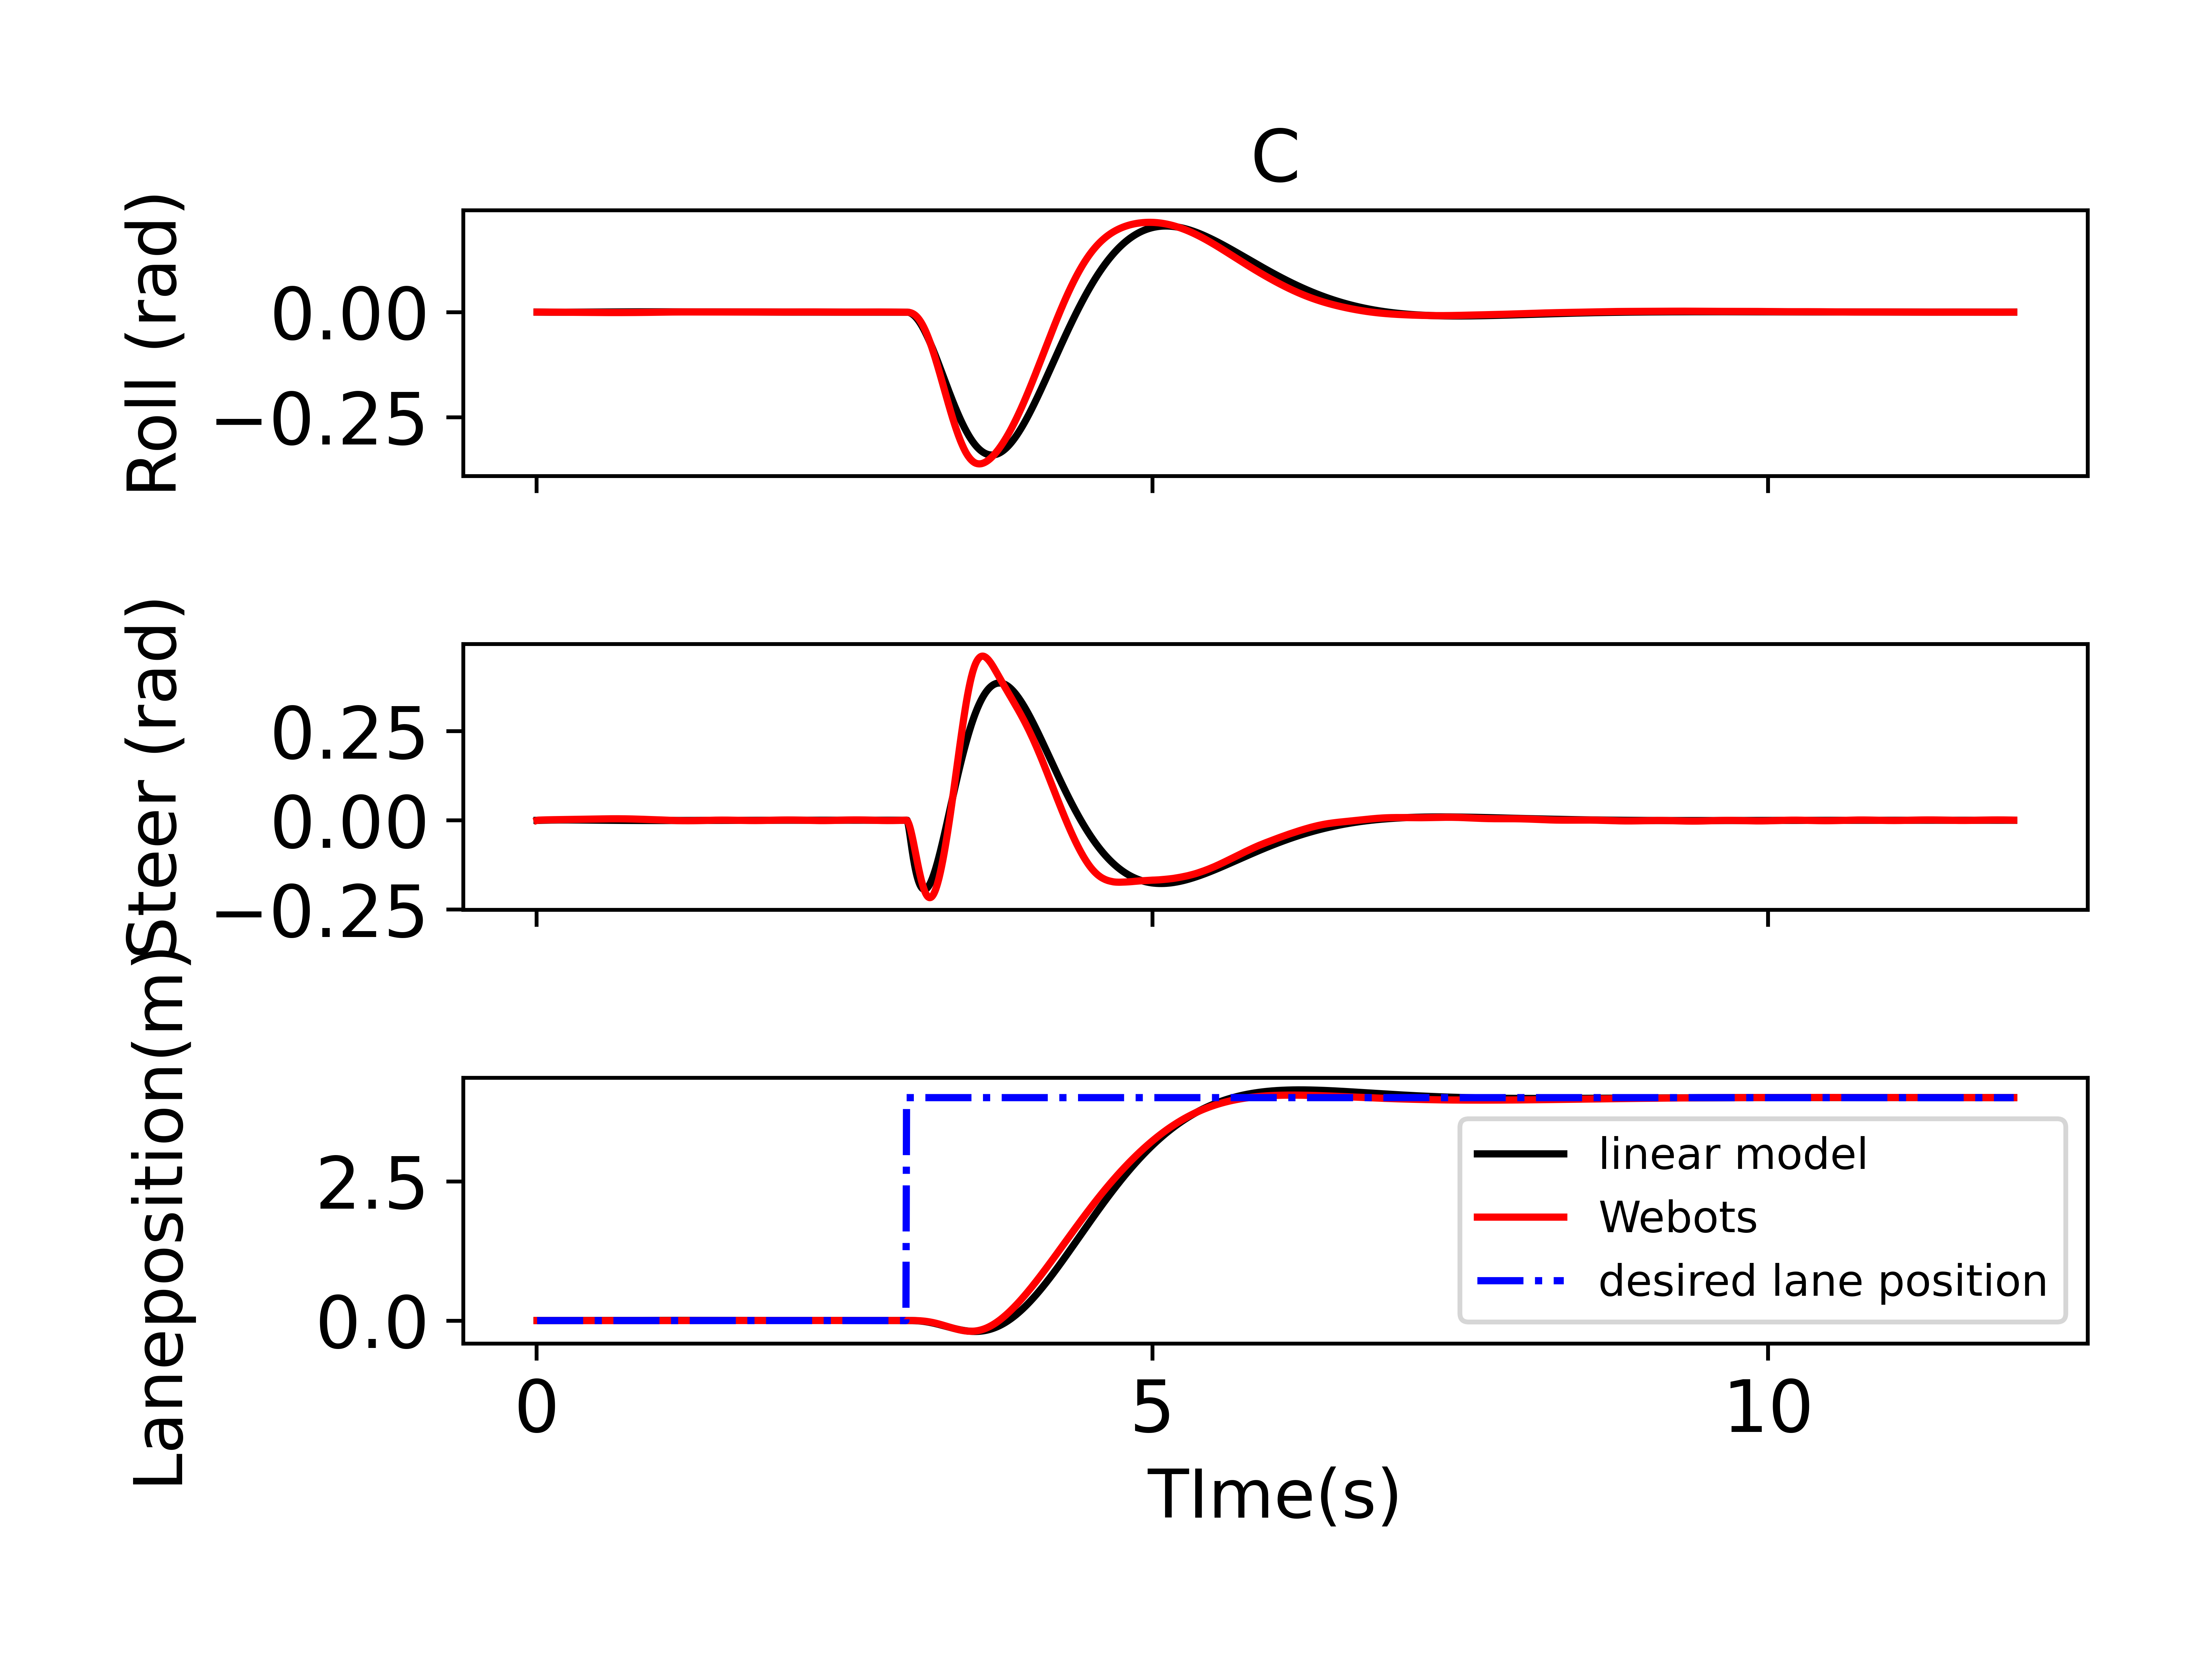 C
Roll (rad)
0.00
−0.25
Steer (rad)
0.25
0.00
−0.25
Laneposition(m)
2.5
0.0
linear model
Webots
desired lane position
0 5 10
TIme(s)